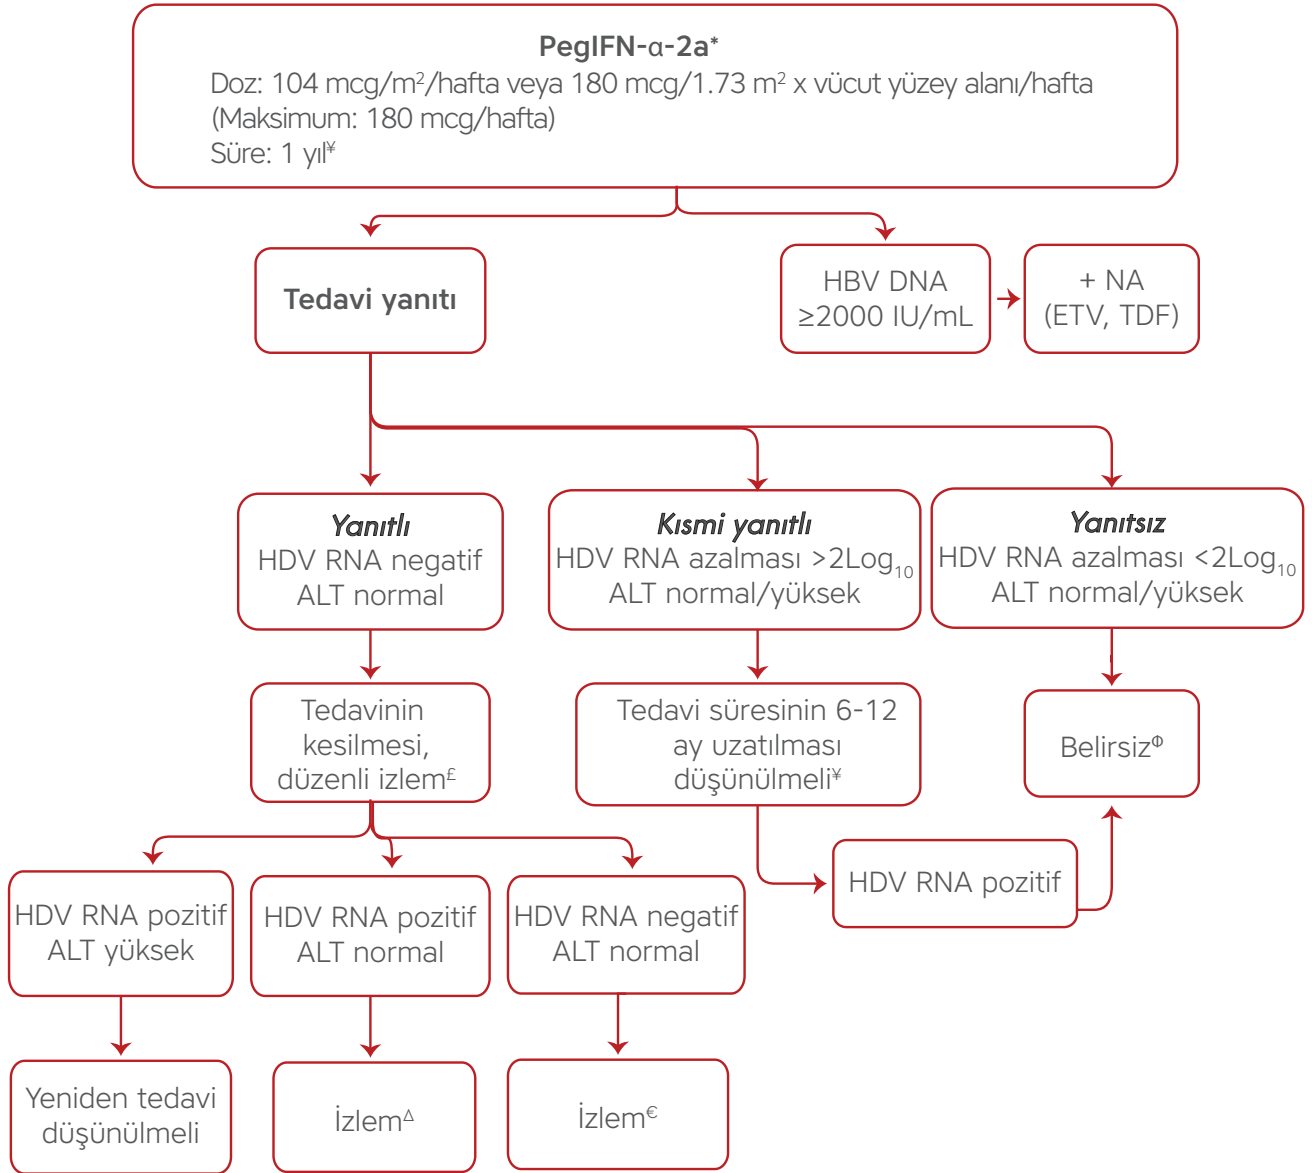 PegIFN-α-2a*
Doz: 104 mcg/m²/hafta veya 180 mcg/1.73 m² x vücut yüzey alanı/hafta
(Maksimum: 180 mcg/hafta)
Süre: 1 yıl¥
Tedavi yanıtı
HBV DNA
≥2000 IU/mL
+ NA
(ETV, TDF)
Yanıtlı
HDV RNA negatif
ALT normal
Kısmi yanıtlı
HDV RNA azalması >2Log₁₀
ALT normal/yüksek
Yanıtsız
HDV RNA azalması <2Log₁₀
ALT normal/yüksek
Tedavinin
kesilmesi,
düzenli izlem£
Tedavi süresinin 6-12
ay uzatılması
düşünülmeli¥
Belirsiz⁠Φ
HDV RNA pozitif
HDV RNA pozitif
ALT yüksek
HDV RNA pozitif
ALT normal
HDV RNA negatif
ALT normal
Yeniden tedavi
düşünülmeli
İzlemΔ
İzlem€